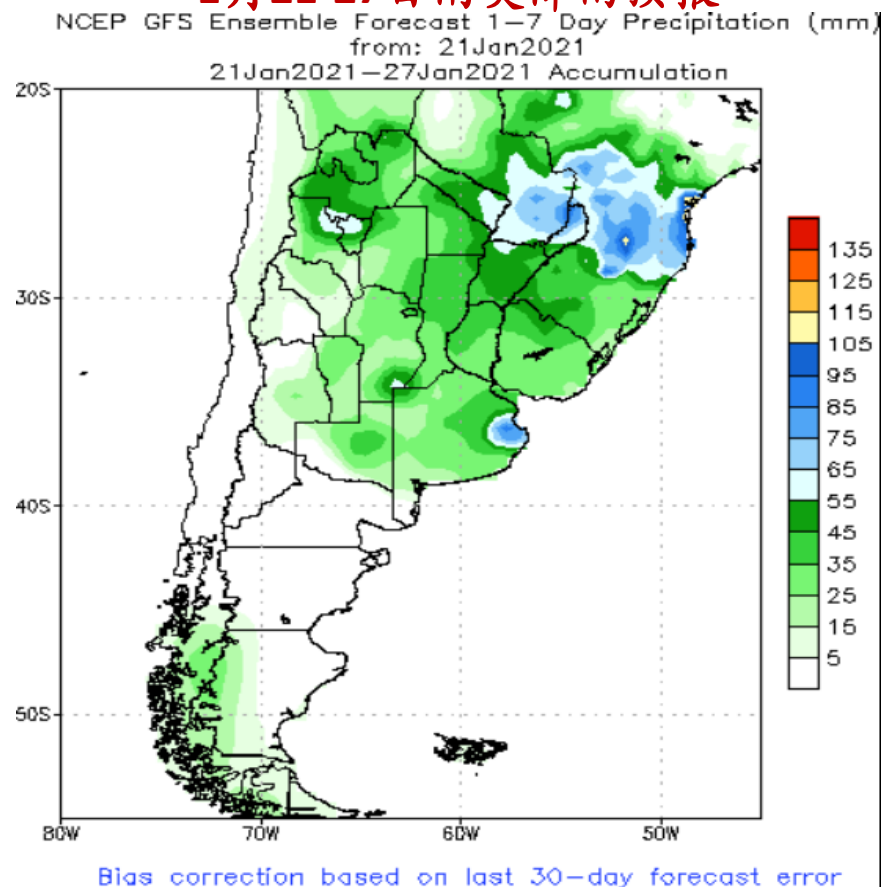 NCEP GFS Ensemble Forecast 1–7 Day Precipitation (mm)
from: 21Jan2021
21Jan2021–27Jan2021 Accumulation
20S
30S
40S
50S
80W
70W
60W
50W
135
125
115
105
95
85
75
65
55
45
35
25
15
5
Bias correction based on last 30–day forecast error